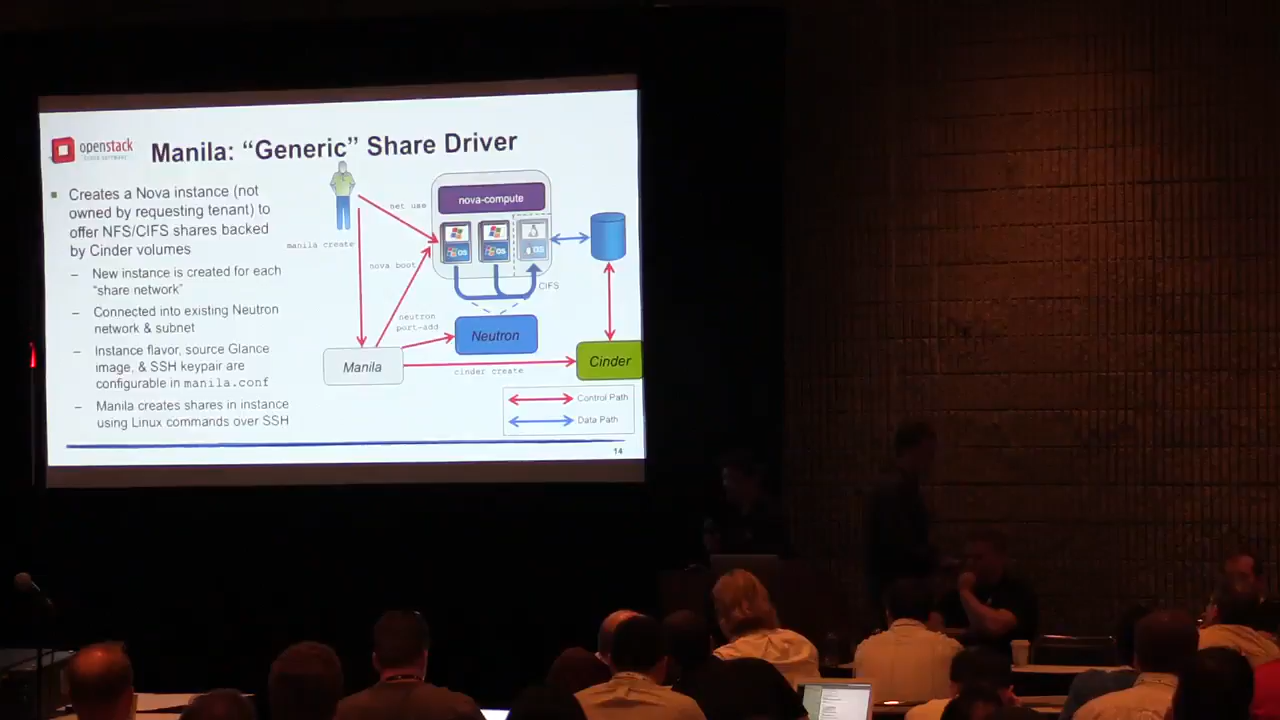 openstack
Manila: “Generic” Share Driver
Creates a Nova instance (not
owned by requesting tenant) to
offer NFS/CIFS shares backed
by Cinder volumes
– New instance is created for each
“share network”
– Connected into existing Neutron
network & subnet
– Instance flavor, source Glance
image, & SSH keypair are
configurable in manila.conf
– Manila creates shares in instance
using Linux commands over SSH
net use
manila create
nova boot
neutron
port-add
nova-compute
OS
OS
OS
CIFS
Neutron
Manila
cinder create
Cinder
Control Path
Data Path
14